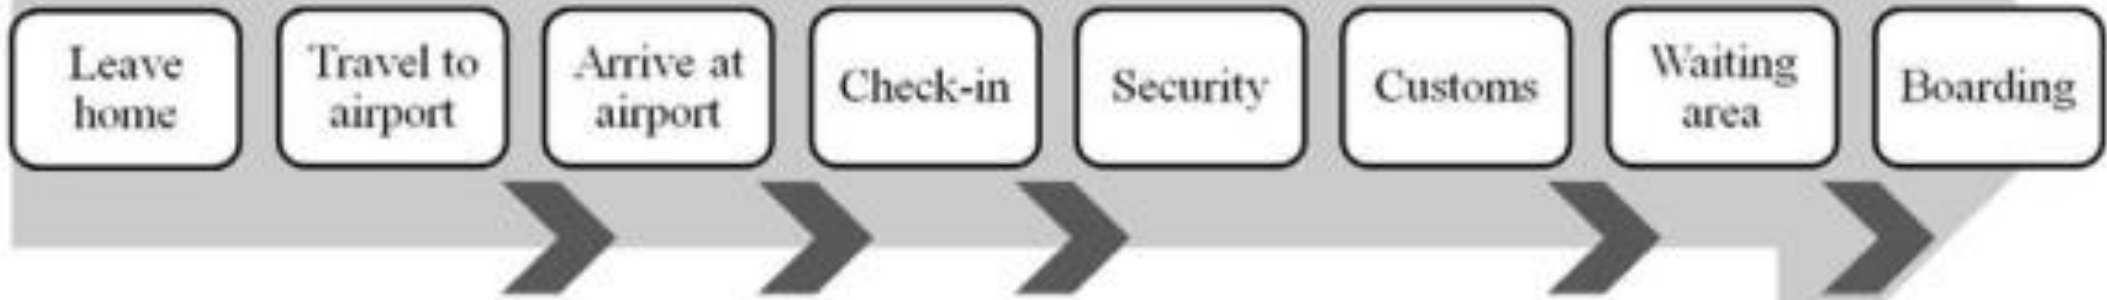 Leave
home
Travel to
airport
Arrive at
airport
Check-in
Security
Customs
Waiting
area
Boarding